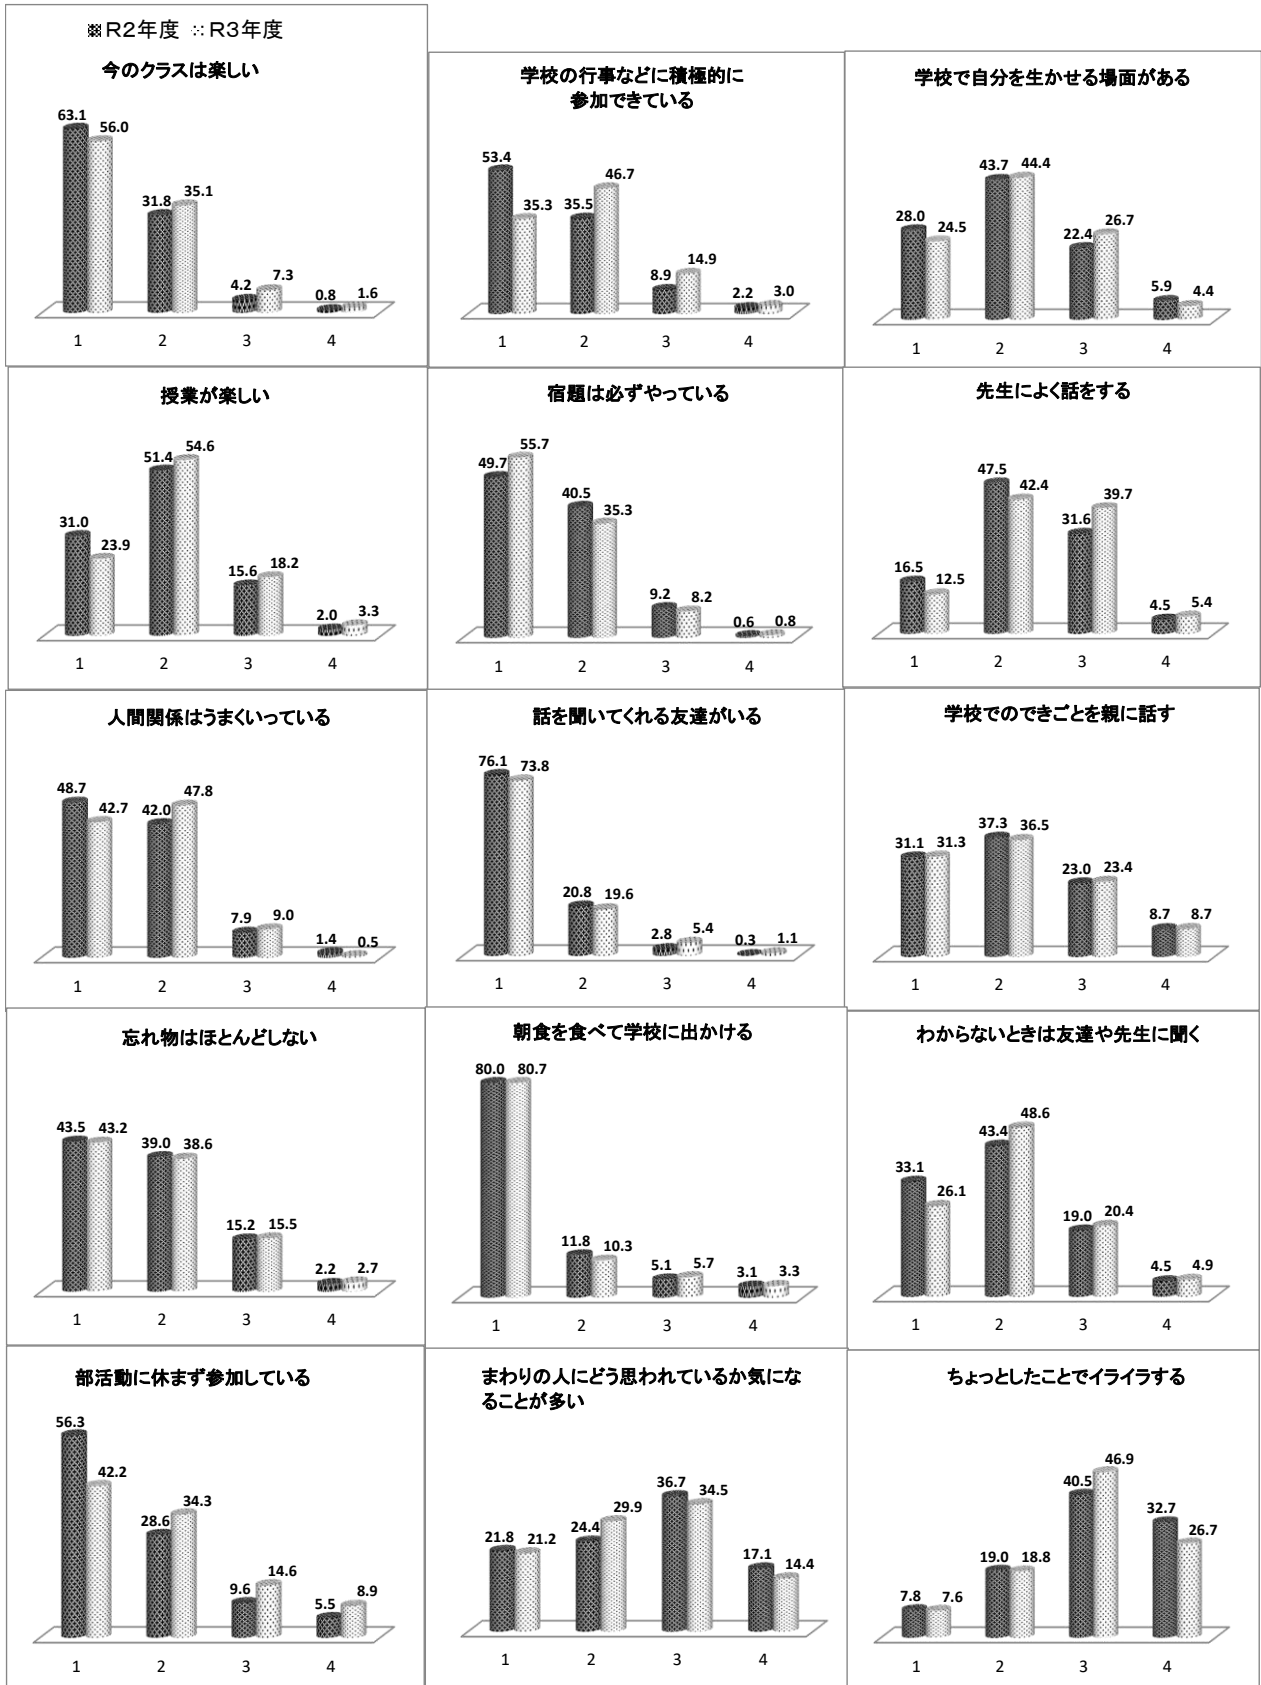 R2年度 R3年度
今のクラスは楽しい
63.1 56.0
31.8 35.1
4.2 7.3
0.8 1.6
1 2 3 4
学校の行事などに積極的に
参加できている
53.4 35.3
35.5 46.7
8.9 14.9
2.2 3.0
1 2 3 4
学校で自分を生かせる場面がある
28.0 24.5
43.7 44.4
22.4 26.7
5.9 4.4
1 2 3 4
授業が楽しい
31.0 23.9
51.4 54.6
15.6 18.2
2.0 3.3
1 2 3 4
宿題は必ずやっている
49.7 55.7
40.5 35.3
9.2 8.2
0.6 0.8
1 2 3 4
先生によく話をする
16.5 12.5
47.5 42.4
31.6 39.7
4.5 5.4
1 2 3 4
人間関係はうまくいっている
48.7 42.7
42.0 47.8
7.9 9.0
1.4 0.5
1 2 3 4
話を聞いてくれる友達がいる
76.1 73.8
20.8 19.6
2.8 5.4
0.3 1.1
1 2 3 4
学校でのできごとを親に話す
31.1 31.3
37.3 36.5
23.0 23.4
8.7 8.7
1 2 3 4
忘れ物はほとんどしない
43.5 43.2
39.0 38.6
15.2 15.5
2.2 2.7
1 2 3 4
朝食を食べて学校に出かける
80.0 80.7
11.8 10.3
5.1 5.7
3.1 3.3
1 2 3 4
わからないときは友達や先生に聞く
33.1 26.1
43.4 48.6
19.0 20.4
4.5 4.9
1 2 3 4
部活動に休まず参加している
56.3 42.2
28.6 34.3
9.6 14.6
5.5 8.9
1 2 3 4
まわりの人にどう思われているか気にな
ることが多い
21.8 21.2
24.4 29.9
36.7 34.5
17.1 14.4
1 2 3 4
ちょっとしたことでイライラする
7.8 7.6
19.0 18.8
40.5 46.9
32.7 26.7
1 2 3 4